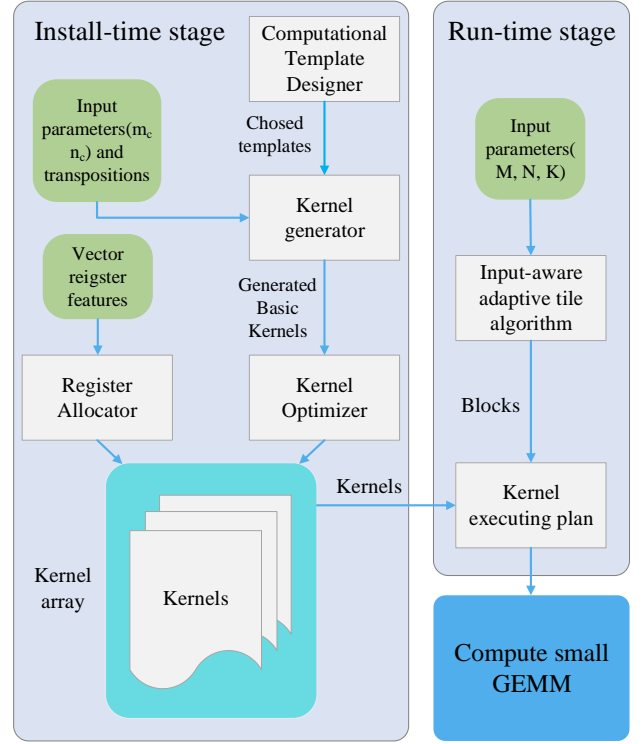 Install-time stage
Computational
Template
Designer
Input
parameters(mc
nc) and
transpositions
Chosed
templates
Kernel
generator
Vector
reigster
features
Generated
Basic
Kernels
Register
Allocator
Kernel
Optimizer
Kernel
array
Kernels
Kernels
Run-time stage
Input
parameters(
M, N, K)
Input-aware
adaptive tile
algorithm
Blocks
Kernel
executing plan
Compute small
GEMM